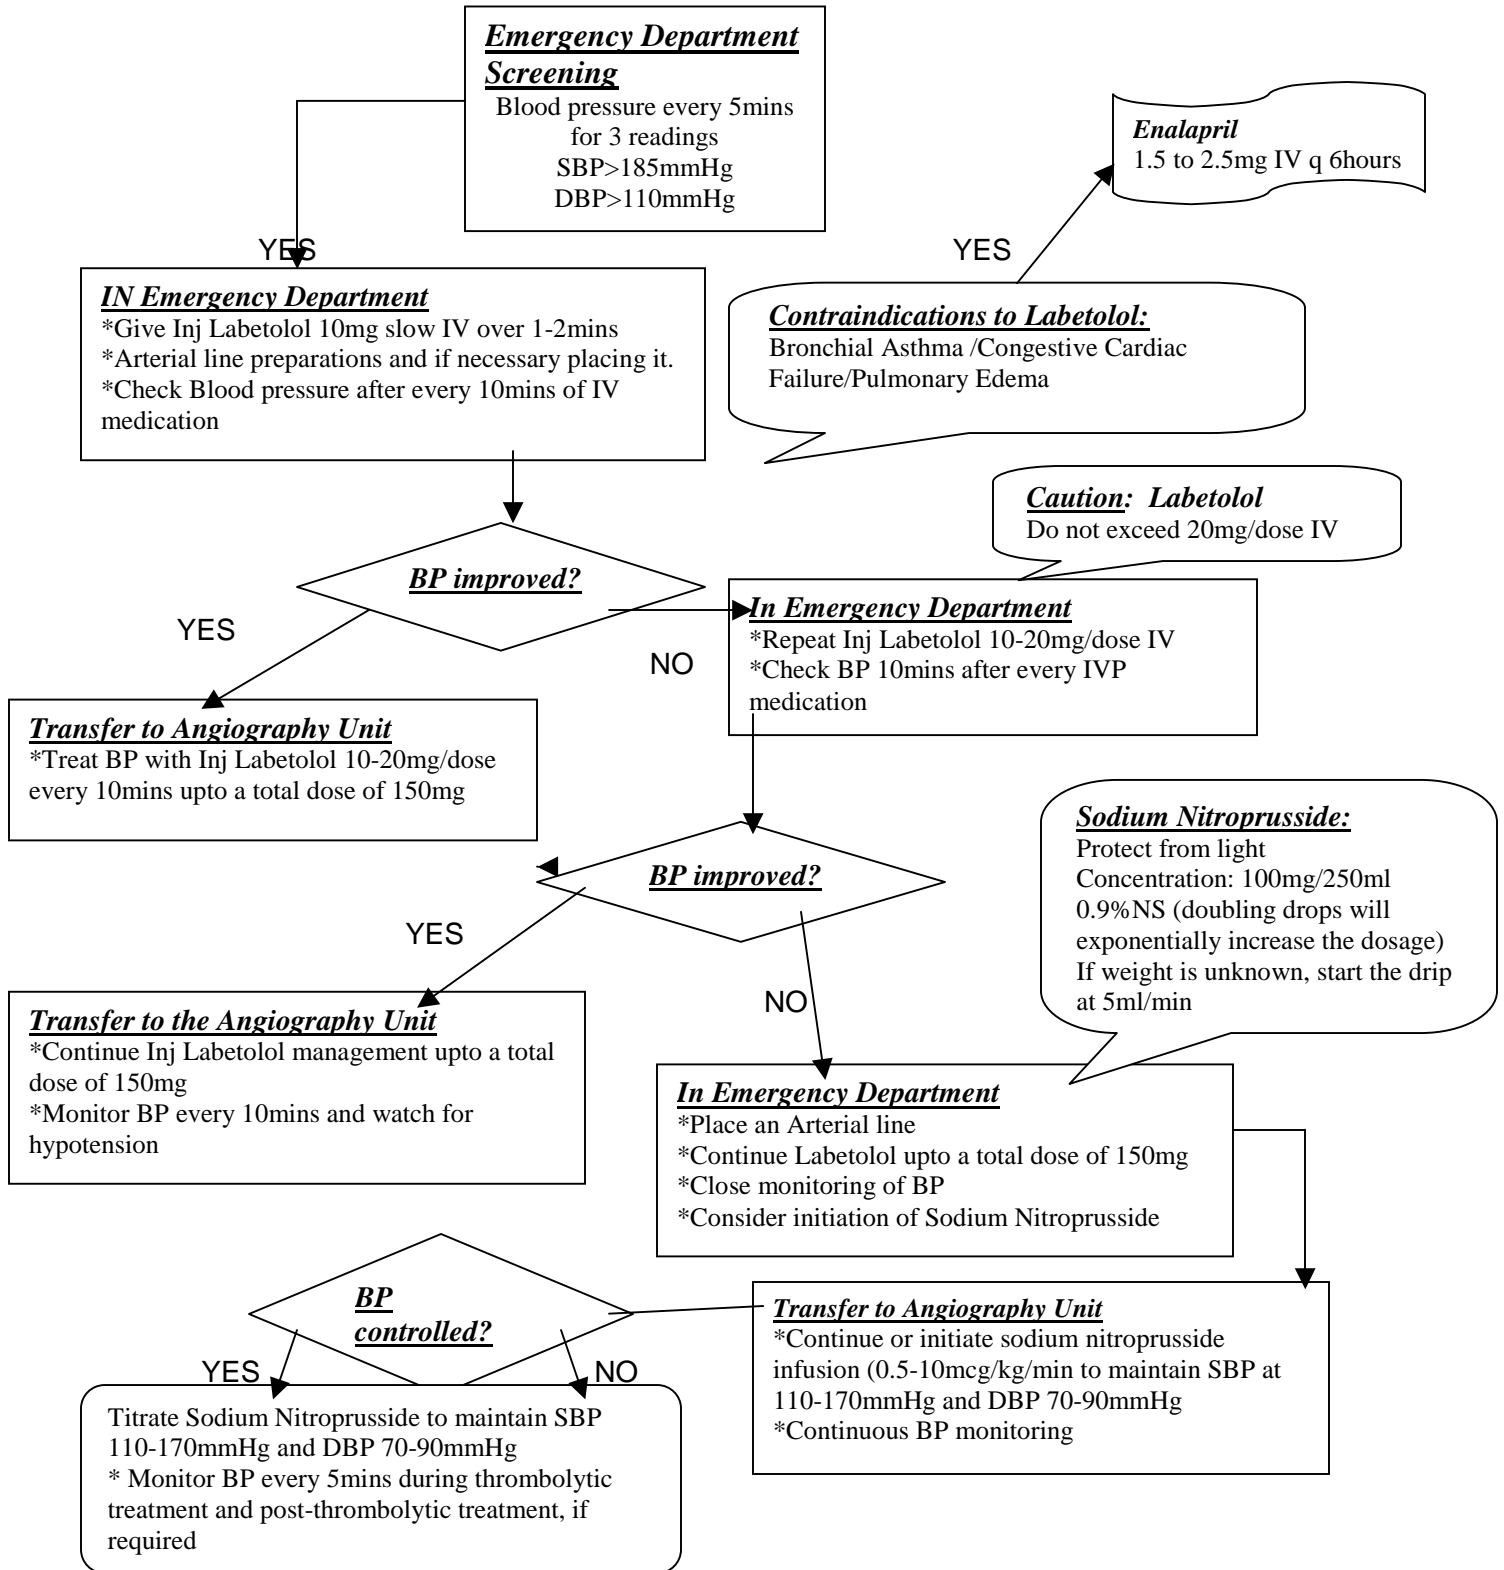 Emergency Department
Screening
Blood pressure every 5mins
for 3 readings
SBP>185mmHg
DBP>110mmHg
Enalapril
1.5 to 2.5mg IV q 6hours
YES
YES
IN Emergency Department
*Give Inj Labetolol 10mg slow IV over 1-2mins
*Arterial line preparations and if necessary placing it.
*Check Blood pressure after every 10mins of IV
medication
Contraindications to Labetolol:
Bronchial Asthma /Congestive Cardiac
Failure/Pulmonary Edema
Caution: Labetolol
Do not exceed 20mg/dose IV
BP improved?
YES
NO
In Emergency Department
*Repeat Inj Labetolol 10-20mg/dose IV
*Check BP 10mins after every IVP
medication
Transfer to Angiography Unit
*Treat BP with Inj Labetolol 10-20mg/dose
every 10mins upto a total dose of 150mg
Sodium Nitroprusside:
Protect from light
Concentration: 100mg/250ml
0.9%NS (doubling drops will
exponentially increase the dosage)
If weight is unknown, start the drip
at 5ml/min
BP improved?
YES
NO
Transfer to the Angiography Unit
*Continue Inj Labetolol management upto a total
dose of 150mg
*Monitor BP every 10mins and watch for
hypotension
In Emergency Department
*Place an Arterial line
*Continue Labetolol upto a total dose of 150mg
*Close monitoring of BP
*Consider initiation of Sodium Nitroprusside
BP
controlled?
YES
NO
Transfer to Angiography Unit
*Continue or initiate sodium nitroprusside
infusion (0.5-10mcg/kg/min to maintain SBP at
110-170mmHg and DBP 70-90mmHg
*Continuous BP monitoring
Titrate Sodium Nitroprusside to maintain SBP
110-170mmHg and DBP 70-90mmHg
* Monitor BP every 5mins during thrombolytic
treatment and post-thrombolytic treatment, if
required